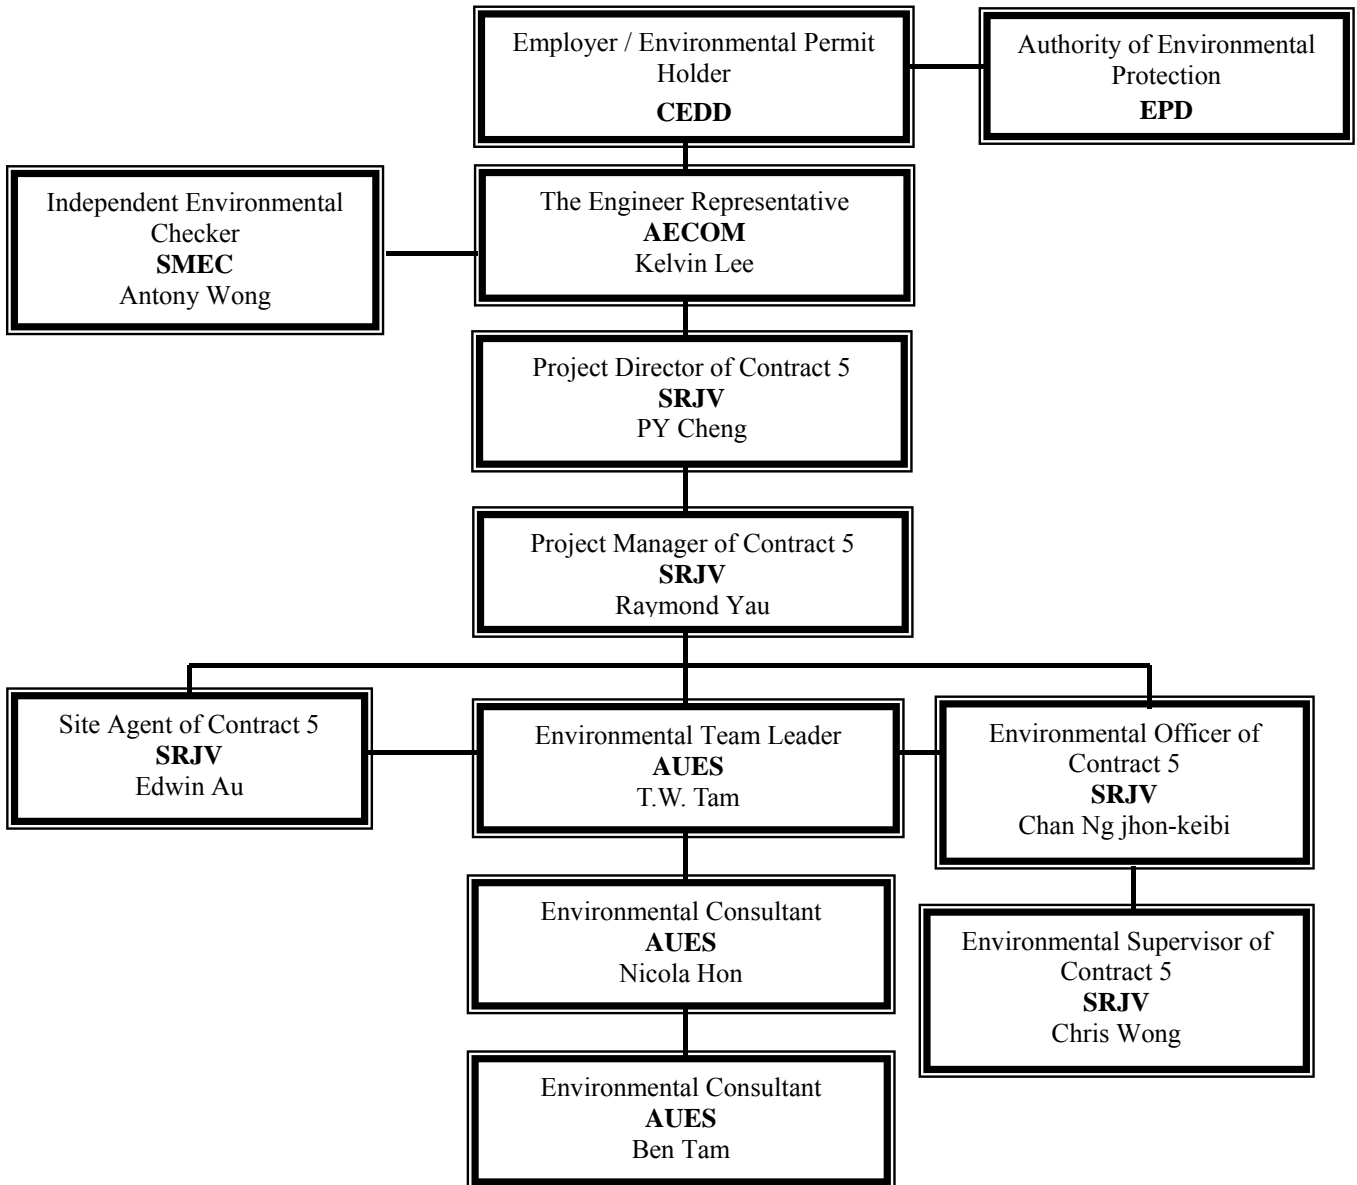 Employer / Environmental Permit
Holder
CEDD
Authority of Environmental
Protection
EPD
Independent Environmental
Checker
SMEC
Antony Wong
The Engineer Representative
AECOM
Kelvin Lee
Project Director of Contract 5
SRJV
PY Cheng
Project Manager of Contract 5
SRJV
Raymond Yau
Site Agent of Contract 5
SRJV
Edwin Au
Environmental Team Leader
AUES
T.W. Tam
Environmental Officer of
Contract 5
SRJV
Chan Ng jhon-keibi
Environmental Consultant
AUES
Nicola Hon
Environmental Supervisor of
Contract 5
SRJV
Chris Wong
Environmental Consultant
AUES
Ben Tam